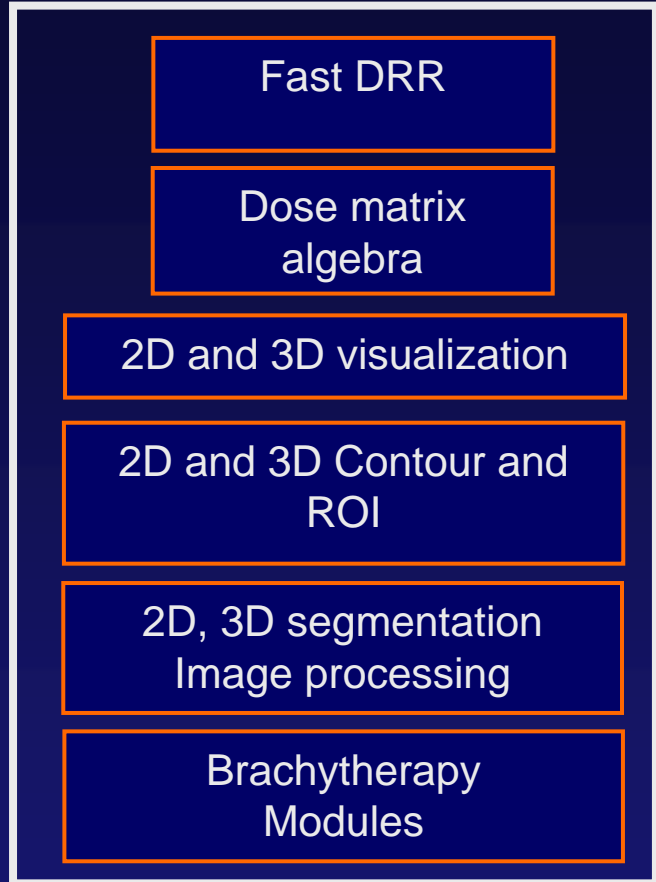 Fast DRR
Dose matrix
algebra
2D and 3D visualization
2D and 3D Contour and
ROI
2D, 3D segmentation
Image processing
Brachytherapy
Modules